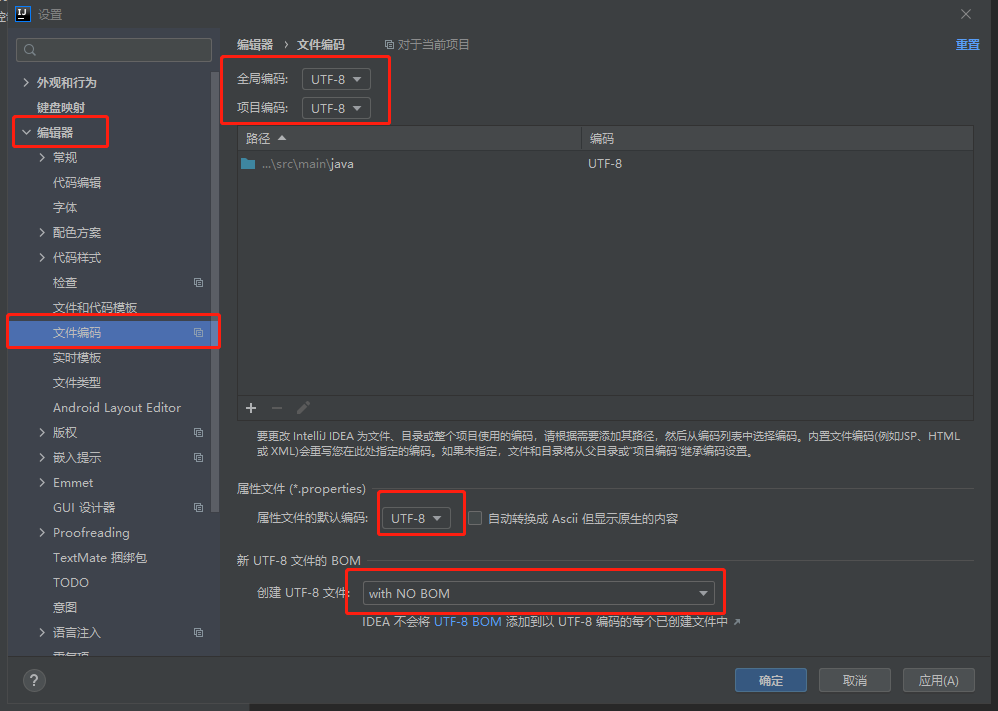 设置
编辑器 › 文件编码 对于当前项目 重置
全局编码: UTF-8
项目编码: UTF-8
路径 编码
...\src\main\java UTF-8
外观和行为
键盘映射
编辑器
常规
代码编辑
字体
配色方案
代码样式
检查
文件和代码模板
文件编码
实时模板
文件类型
Android Layout Editor
版权
嵌入提示
Emmet
GUI 设计器
Proofreading
TextMate 捆绑包
TODO
意图
语言注入
要更改 IntelliJ IDEA 为文件、目录或整个项目使用的编码，请根据需要添加其路径，然后从编码列表中选择编码。内置文件编码(例如JSP、HTML
或 XML)会重写您在此处指定的编码。如果未指定，文件和目录将从父目录或"项目编码"继承编码设置。
属性文件 (*.properties)
属性文件的默认编码: UTF-8 自动转换成 Ascii 但显示原生的内容
新 UTF-8 文件的 BOM
创建 UTF-8 文件: with NO BOM
IDEA 不会将 UTF-8 BOM 添加到以 UTF-8 编码的每个已创建文件中 ↗
? 确定 取消 应用(A)